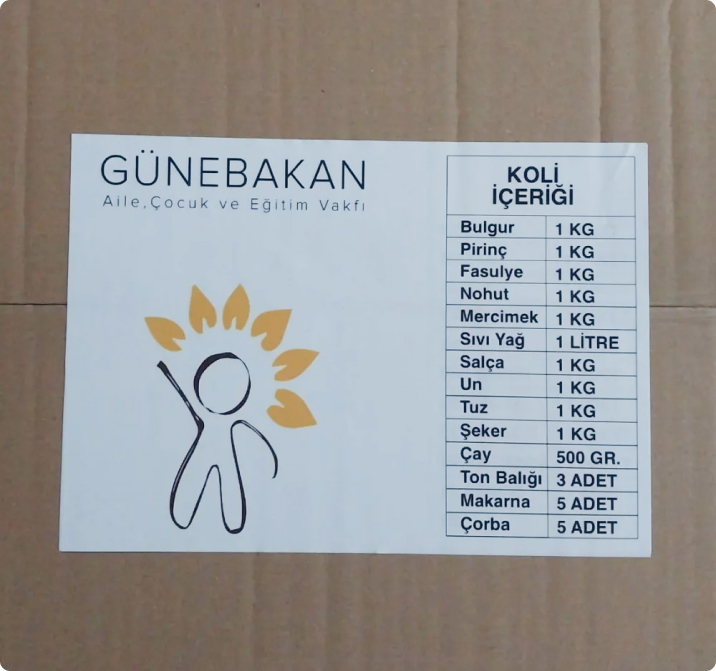 GÜNEBAKAN
Aile,Çocuk ve Eğitim Vakfı
KOLİ
İÇERİĞİ
Bulgur 1 KG
Pirinç 1 KG
Fasulye 1 KG
Nohut 1 KG
Mercimek 1 KG
Sıvı Yağ 1 LİTRE
Salça 1 KG
Un 1 KG
Tuz 1 KG
Şeker 1 KG
Çay 500 GR.
Ton Balığı 3 ADET
Makarna 5 ADET
Çorba 5 ADET